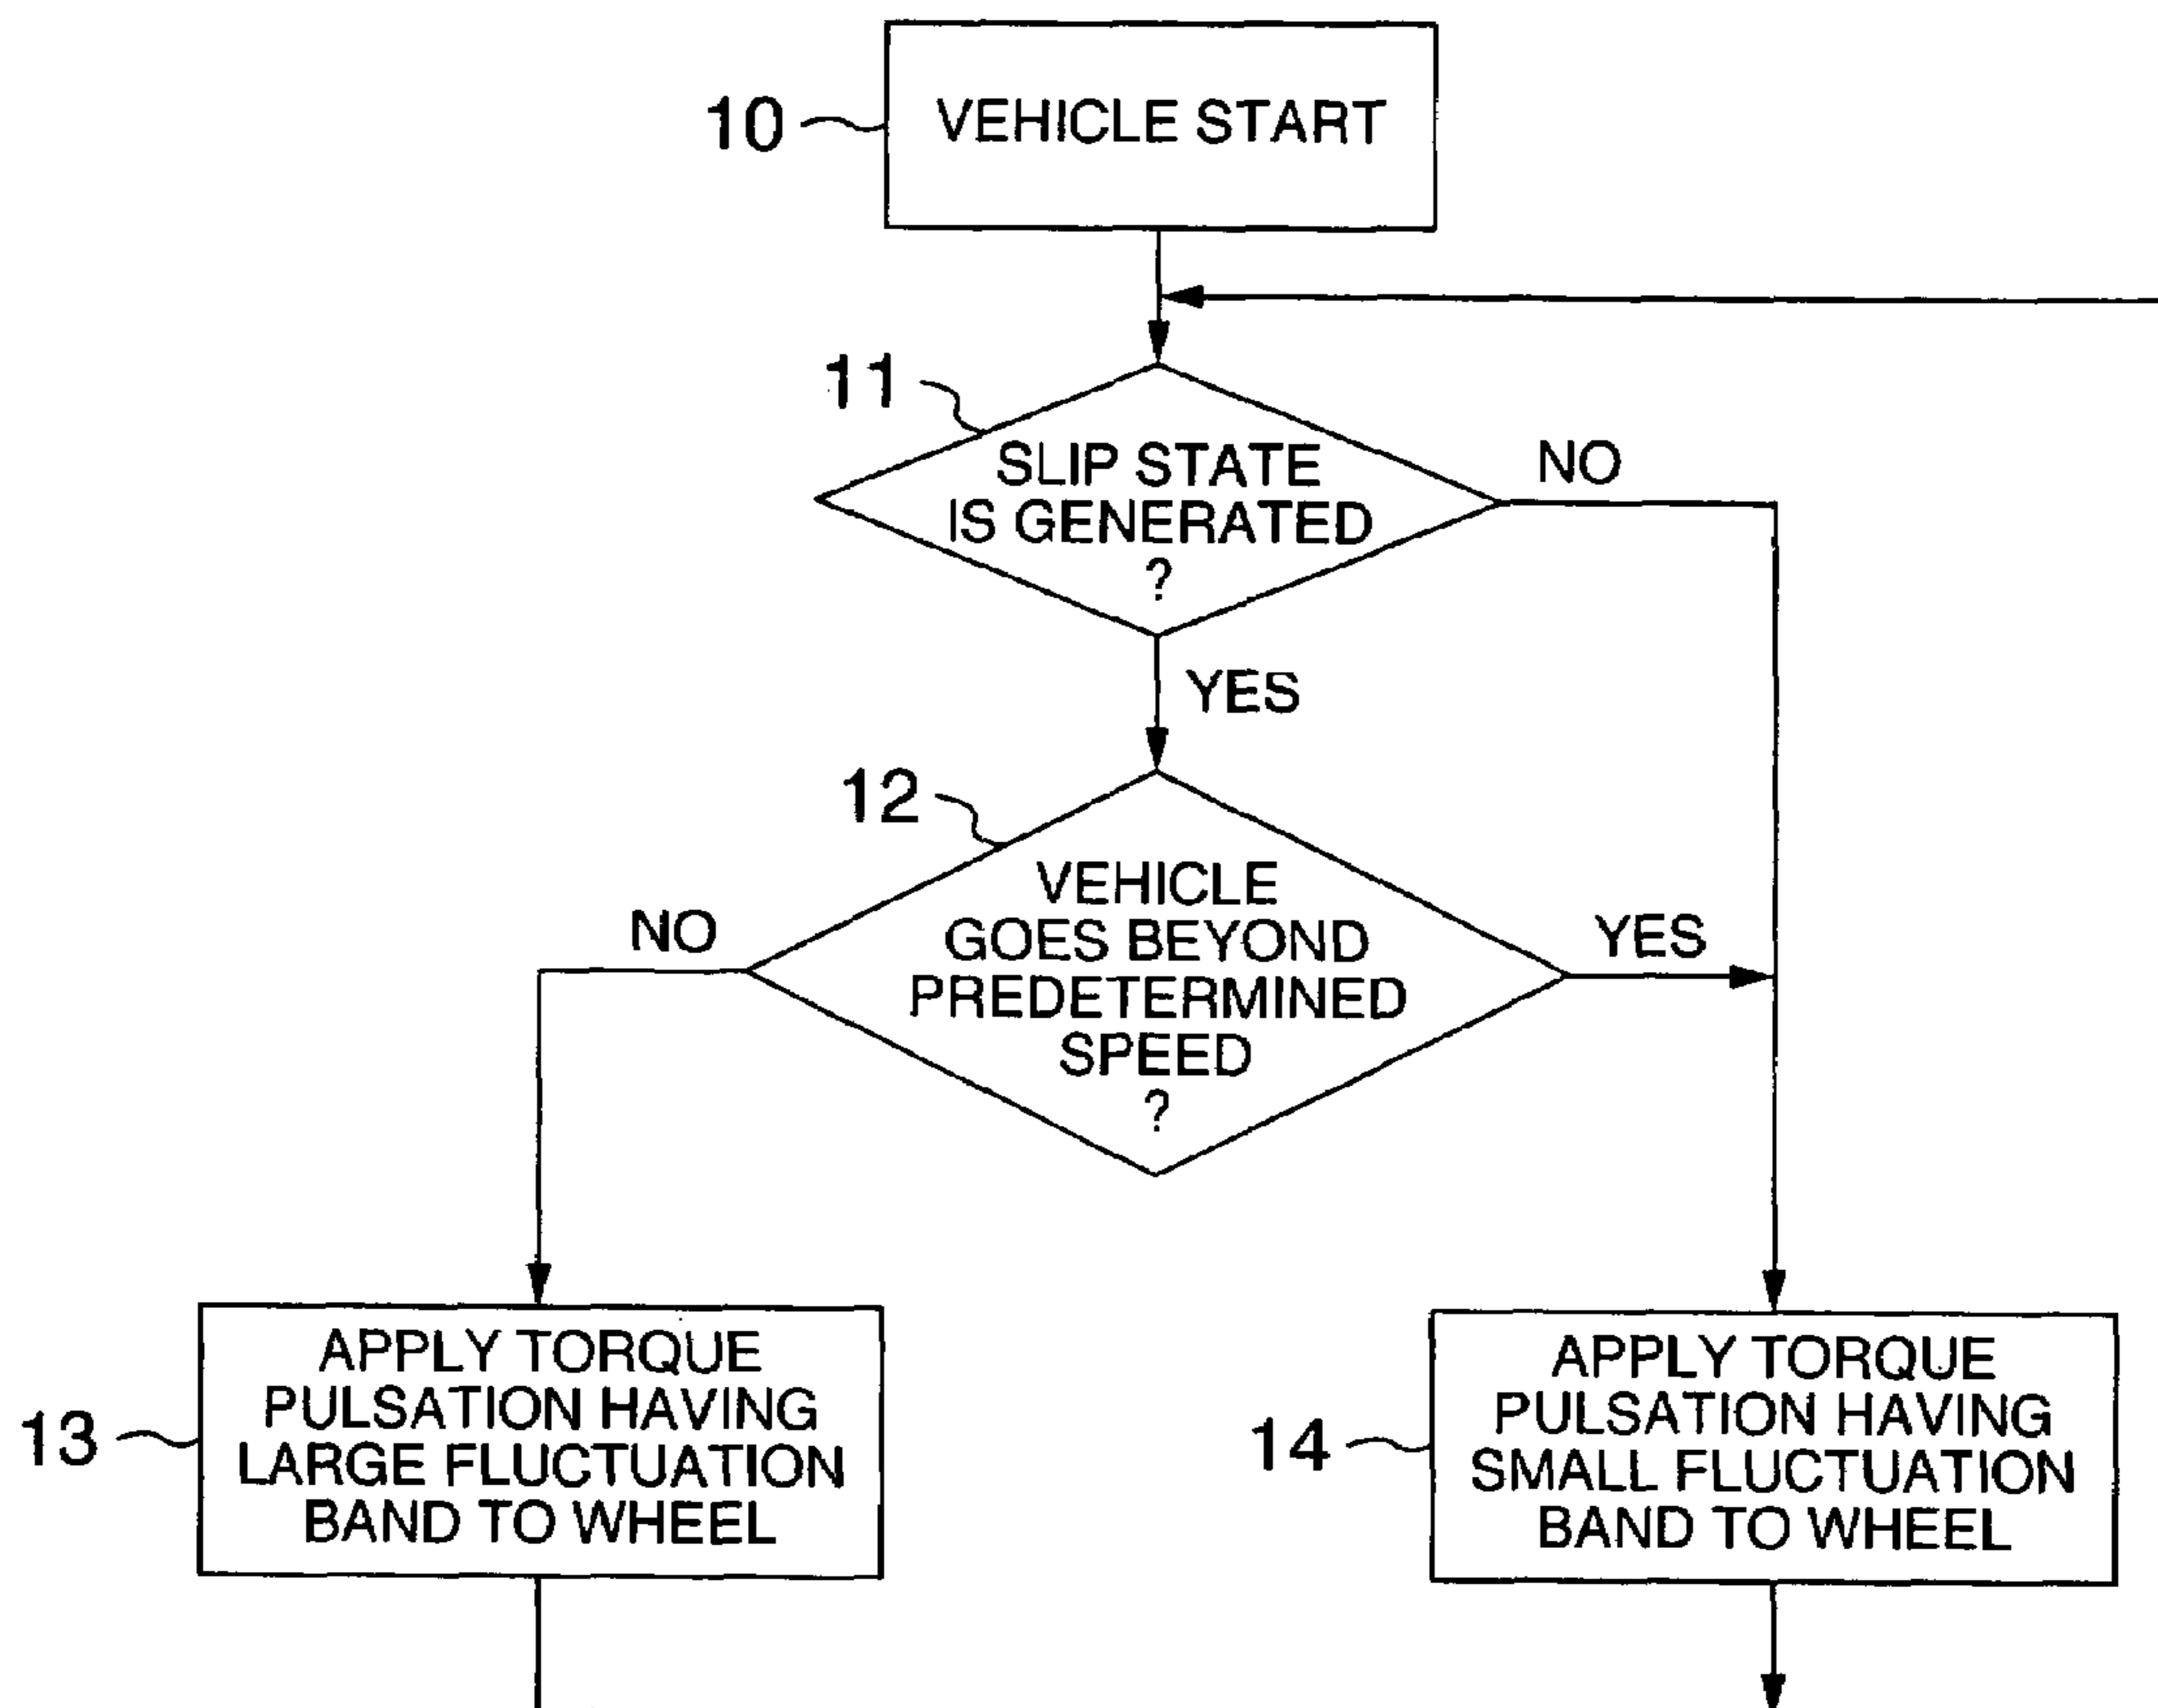 10
VEHICLE START
11
SLIP STATE
IS GENERATED
?
NO
YES
12
VEHICLE
GOES BEYOND
PREDETERMINED
SPEED
?
NO
YES
13
APPLY TORQUE
PULSATION HAVING
LARGE FLUCTUATION
BAND TO WHEEL
14
APPLY TORQUE
PULSATION HAVING
SMALL FLUCTUATION
BAND TO WHEEL